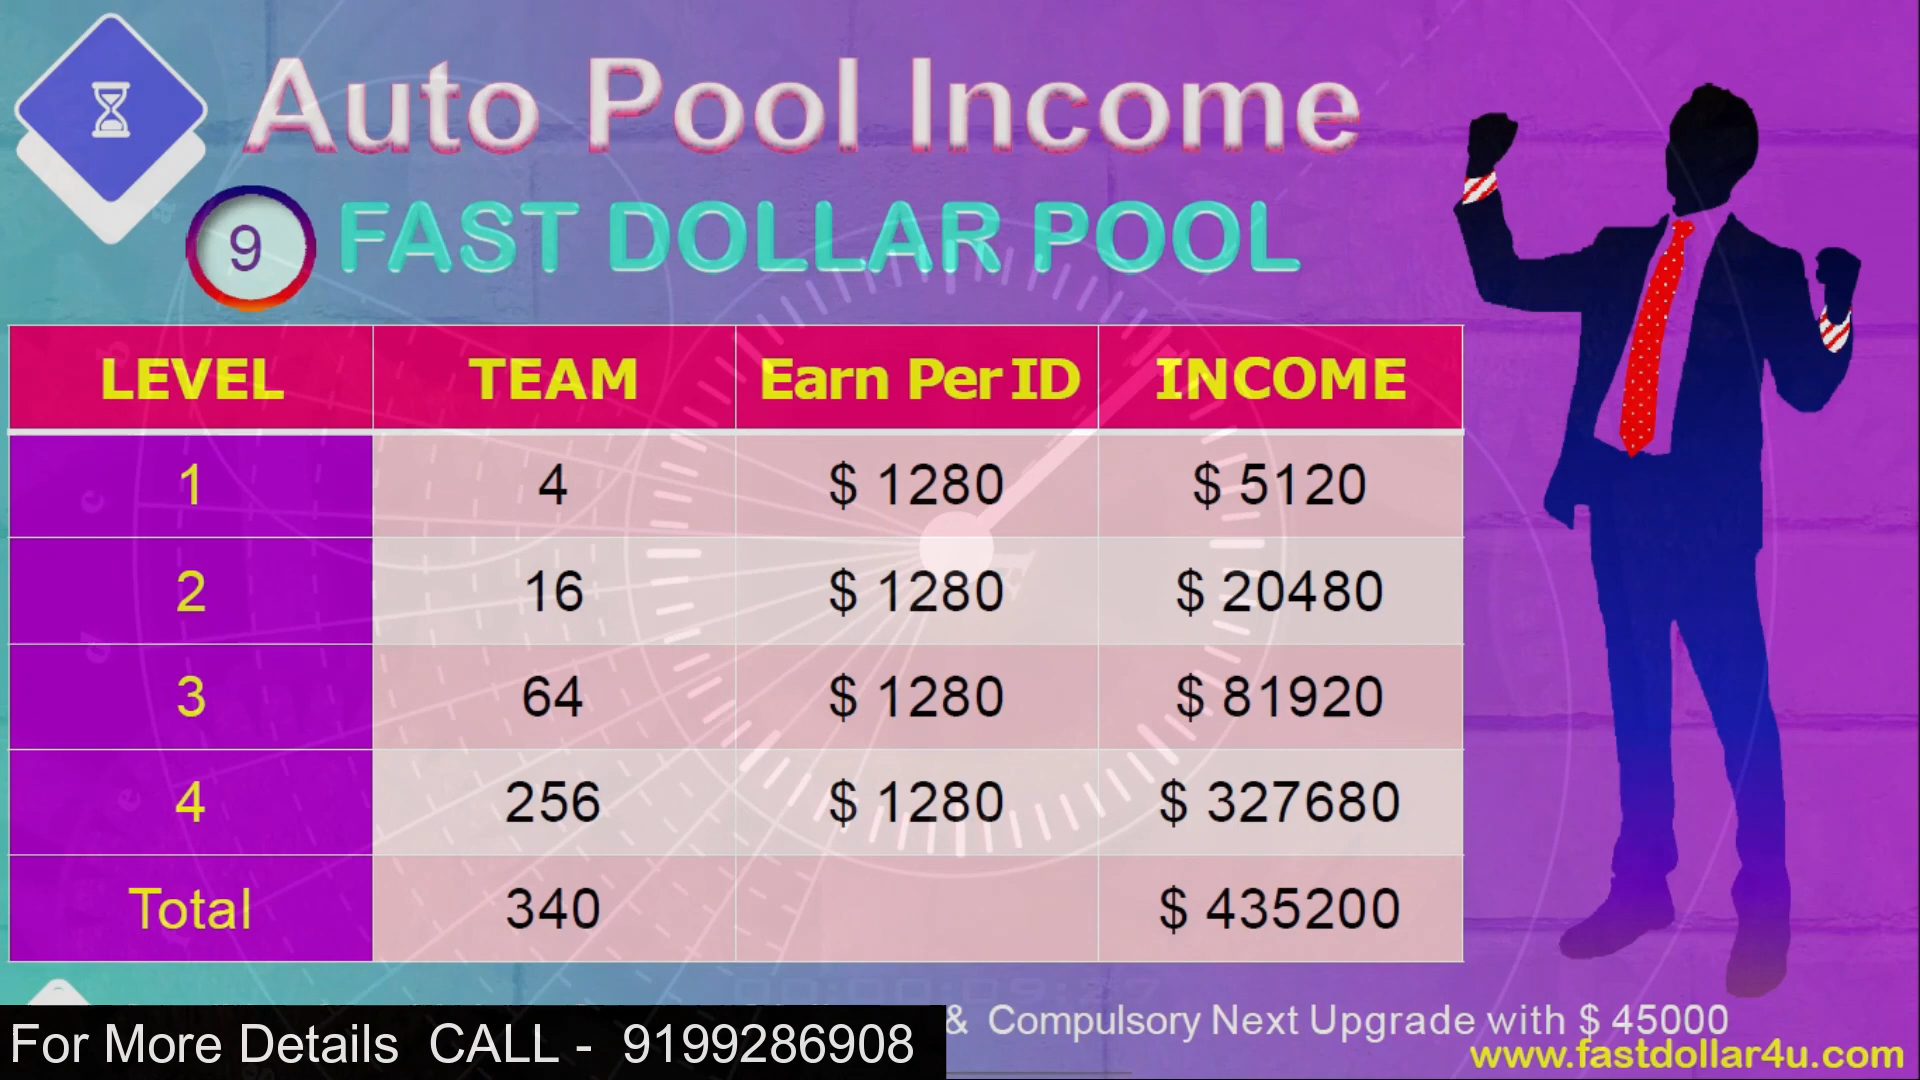 Auto Pool Income
9 FAST DOLLAR POOL
LEVEL TEAM Earn Per ID INCOME
1 4 $ 1280 $ 5120
2 16 $ 1280 $ 20480
3 64 $ 1280 $ 81920
4 256 $ 1280 $ 327680
Total 340 $ 435200
& Compulsory Next Upgrade with $ 45000
For More Details CALL - 9199286908
www.fastdollar4u.com